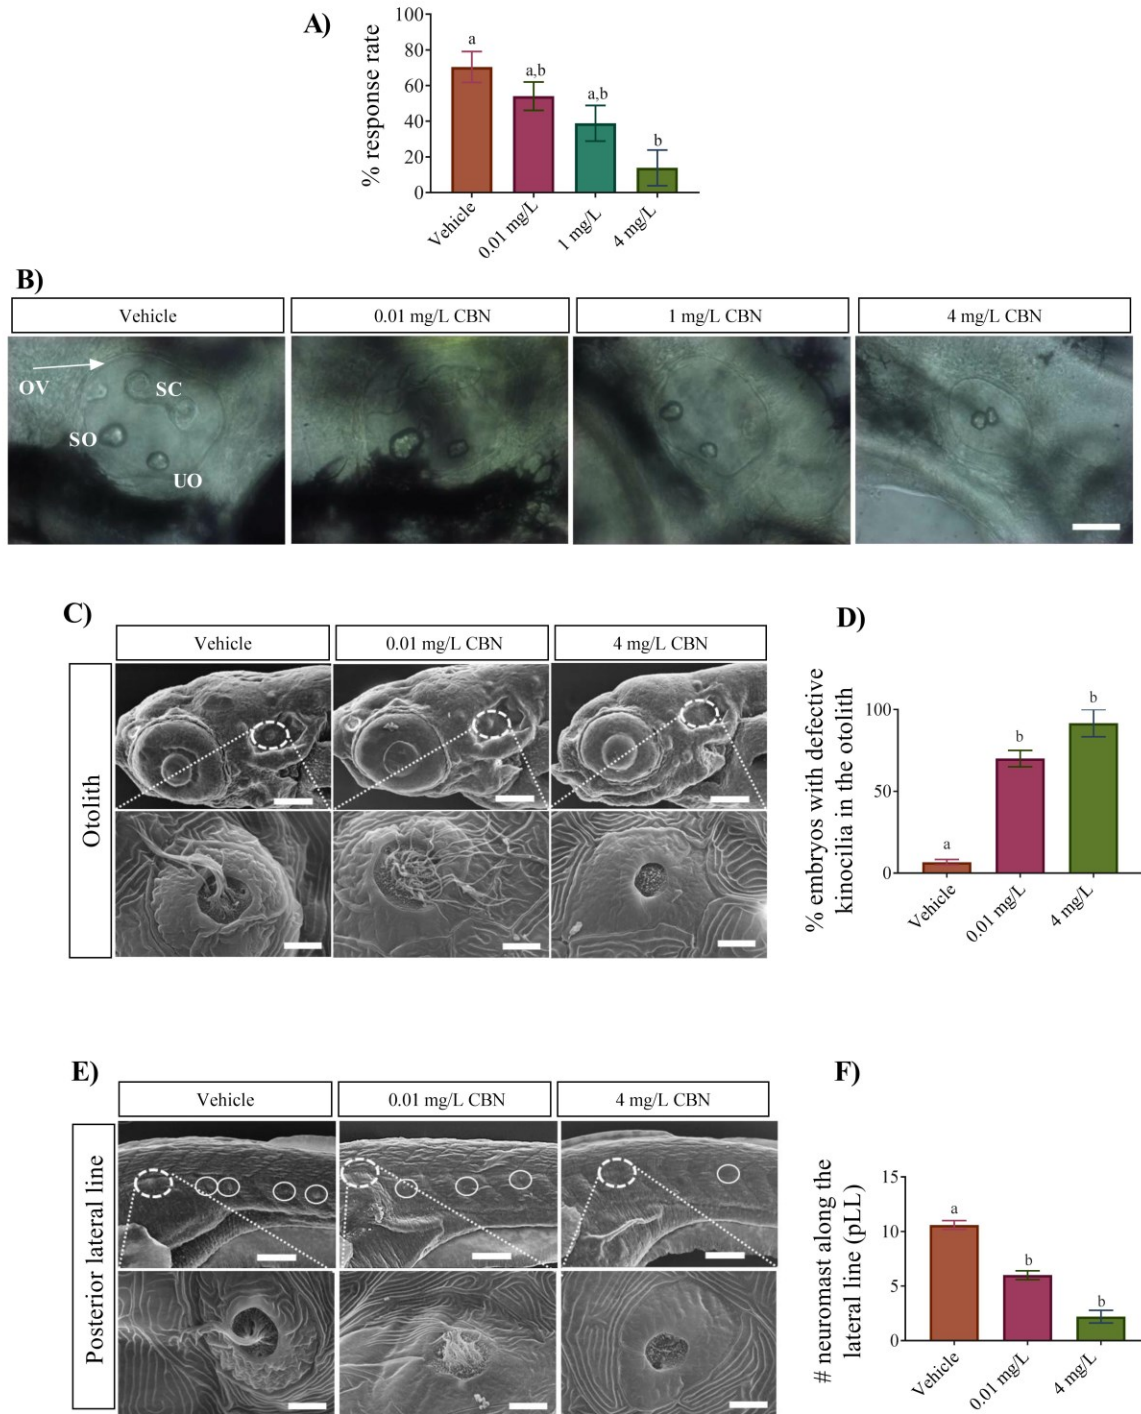 A)
% response rate
100
80
60
40
20
0
a
a,b
a,b
b
Vehicle
0.01 mg/L
1 mg/L
4 mg/L
B)
Vehicle
0.01 mg/L CBN
1 mg/L CBN
4 mg/L CBN
OV
SC
SO
UO
C)
Vehicle
0.01 mg/L CBN
4 mg/L CBN
Otolith
D)
% embryos with defective
kinocilia in the otolith
100
50
0
a
b
b
Vehicle
0.01 mg/L
4 mg/L
E)
Vehicle
0.01 mg/L CBN
4 mg/L CBN
Posterior lateral line
F)
# neuromast along the
lateral line (pLL)
15
10
5
0
a
b
b
Vehicle
0.01 mg/L
4 mg/L